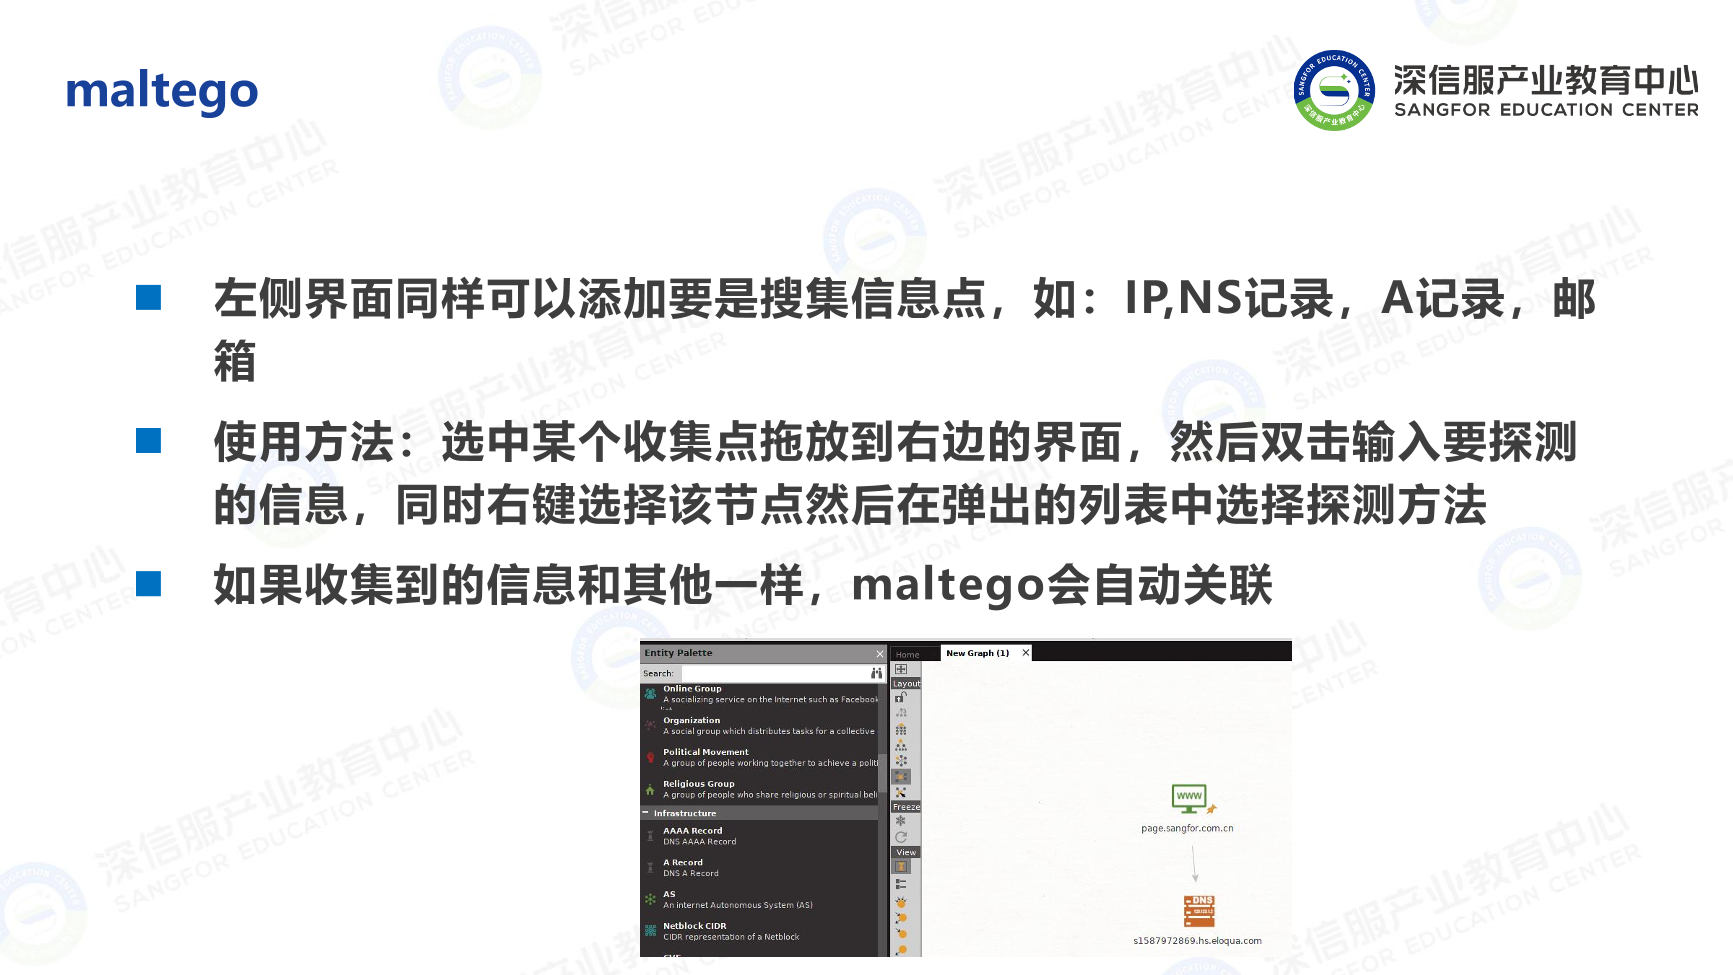 maltego
深信服产业教育中心
SANGFOR EDUCATION CENTER
左侧界面同样可以添加要是搜集信息点，如：IP,NS记录，A记录，邮
箱
使用方法：选中某个收集点拖放到右边的界面，然后双击输入要探测
的信息，同时右键选择该节点然后在弹出的列表中选择探测方法
如果收集到的信息和其他一样，maltego会自动关联
Entity Palette
Home
New Graph (1)
Search:
Online Group
A socializing service on the Internet such as Facebook
Organization
A social group which distributes tasks for a collective
Political Movement
A group of people working together to achieve a politi
Religious Group
A group of people who share religious or spiritual beli
Infrastructure
AAAA Record
DNS AAAA Record
A Record
DNS A Record
AS
An internet Autonomous System (AS)
Netblock CIDR
CIDR representation of a Netblock
Layout
Freeze
View
WWW
page.sangfor.com.cn
DNS
s1587972869.hs.eloqua.com